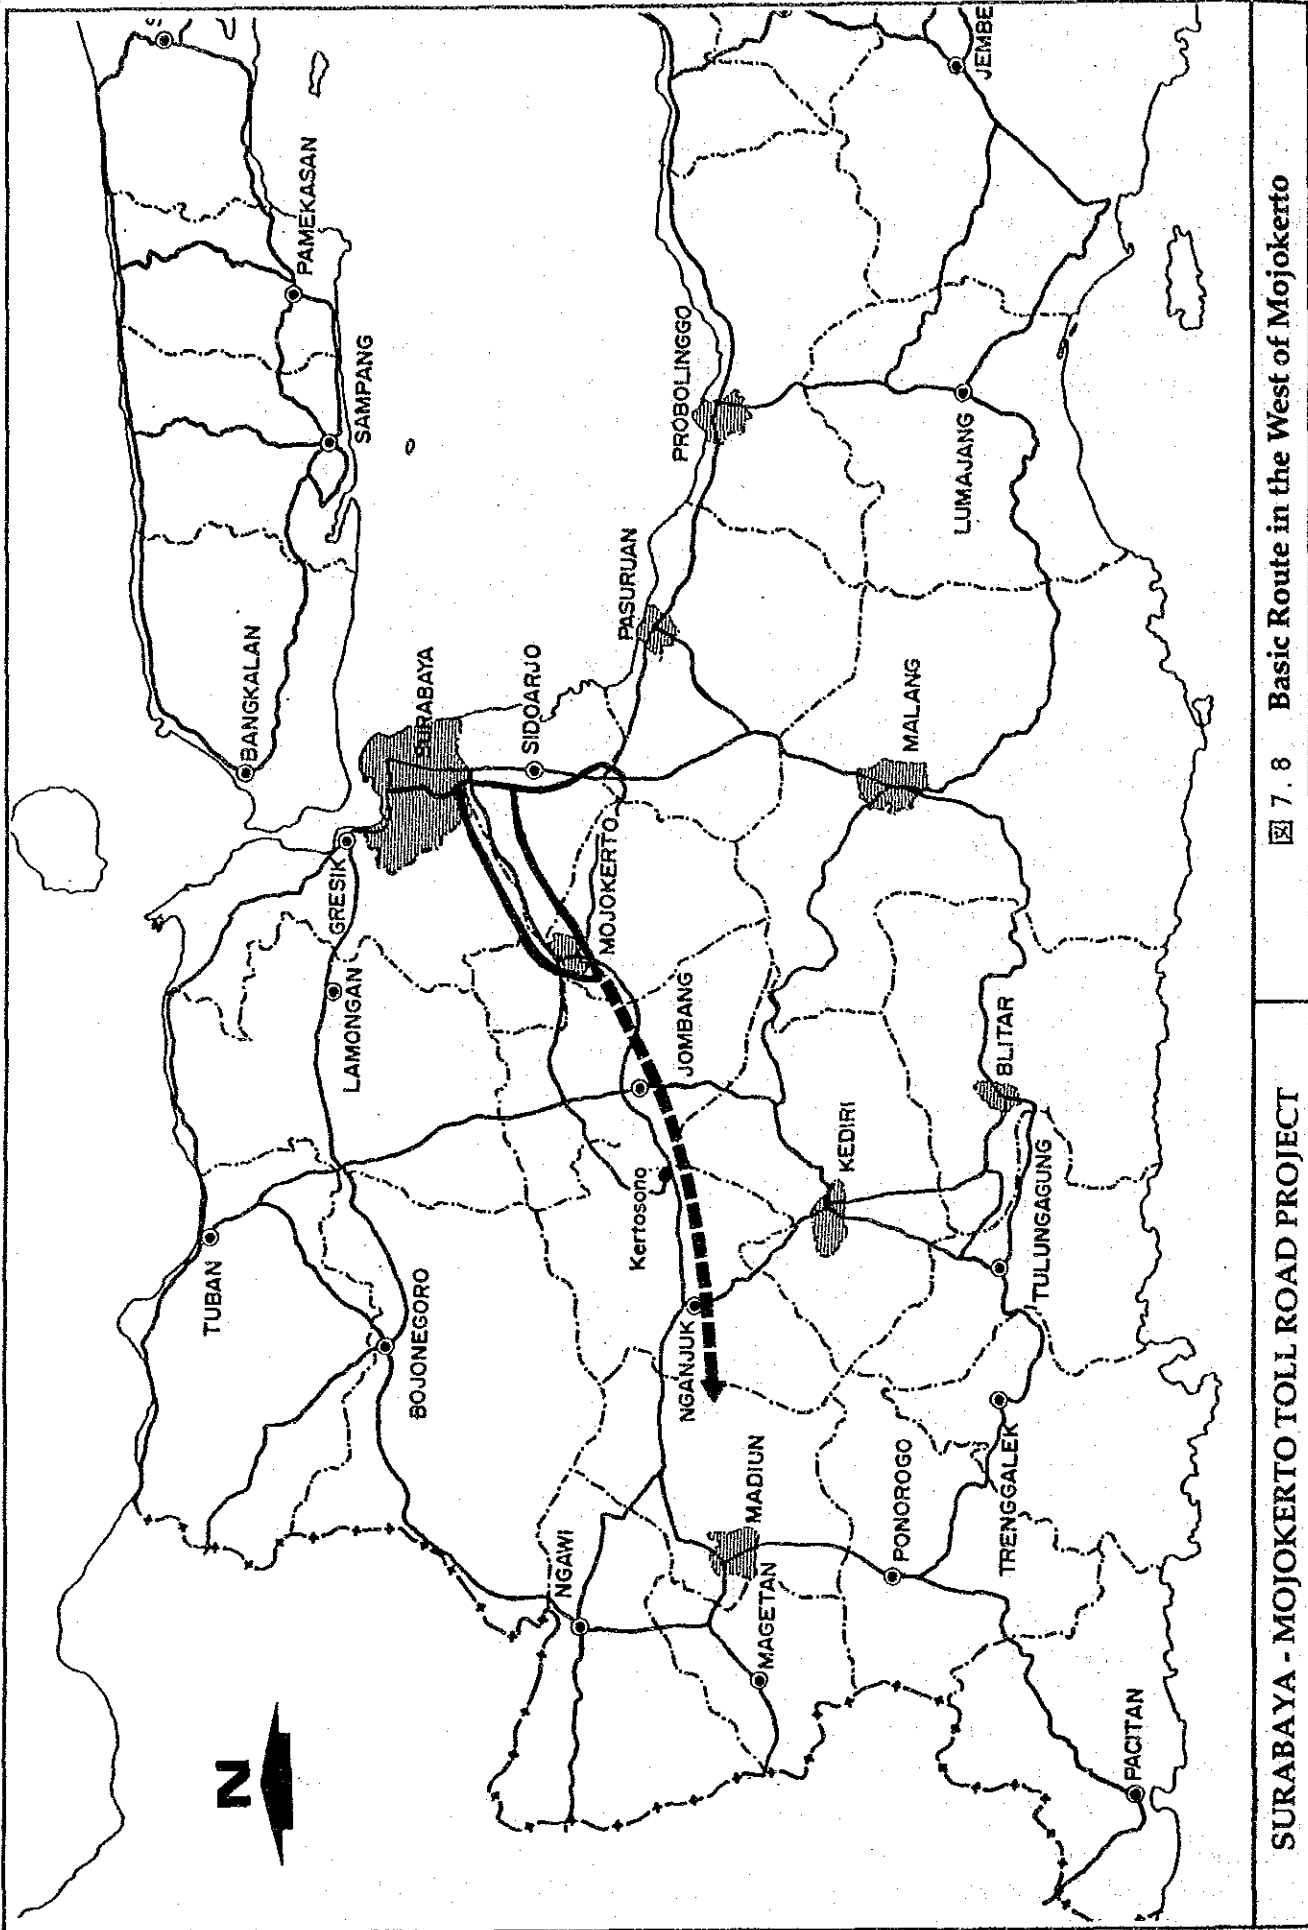 N
TUBAN
BOJONEGORO
LAMONGAN
GRESIK
BANGKALAN
SAMPANG
PAMEKASAN
SURABAYA
SIDOARJO
MOJOKERTO
JOMBANG
Kertosono
NGANJUK
NGAWI
MADIUN
MAGETAN
PONOROGO
TRENGGALEK
TULUNGAGUNG
KEDIRI
BLITAR
MALANG
PASURUAN
PROBOLINGGO
LUMAJANG
JEMBE
PACITAN
SURABAYA - MOJOKERTO TOLL ROAD PROJECT
図 7. 8 Basic Route in the West of Mojokerto